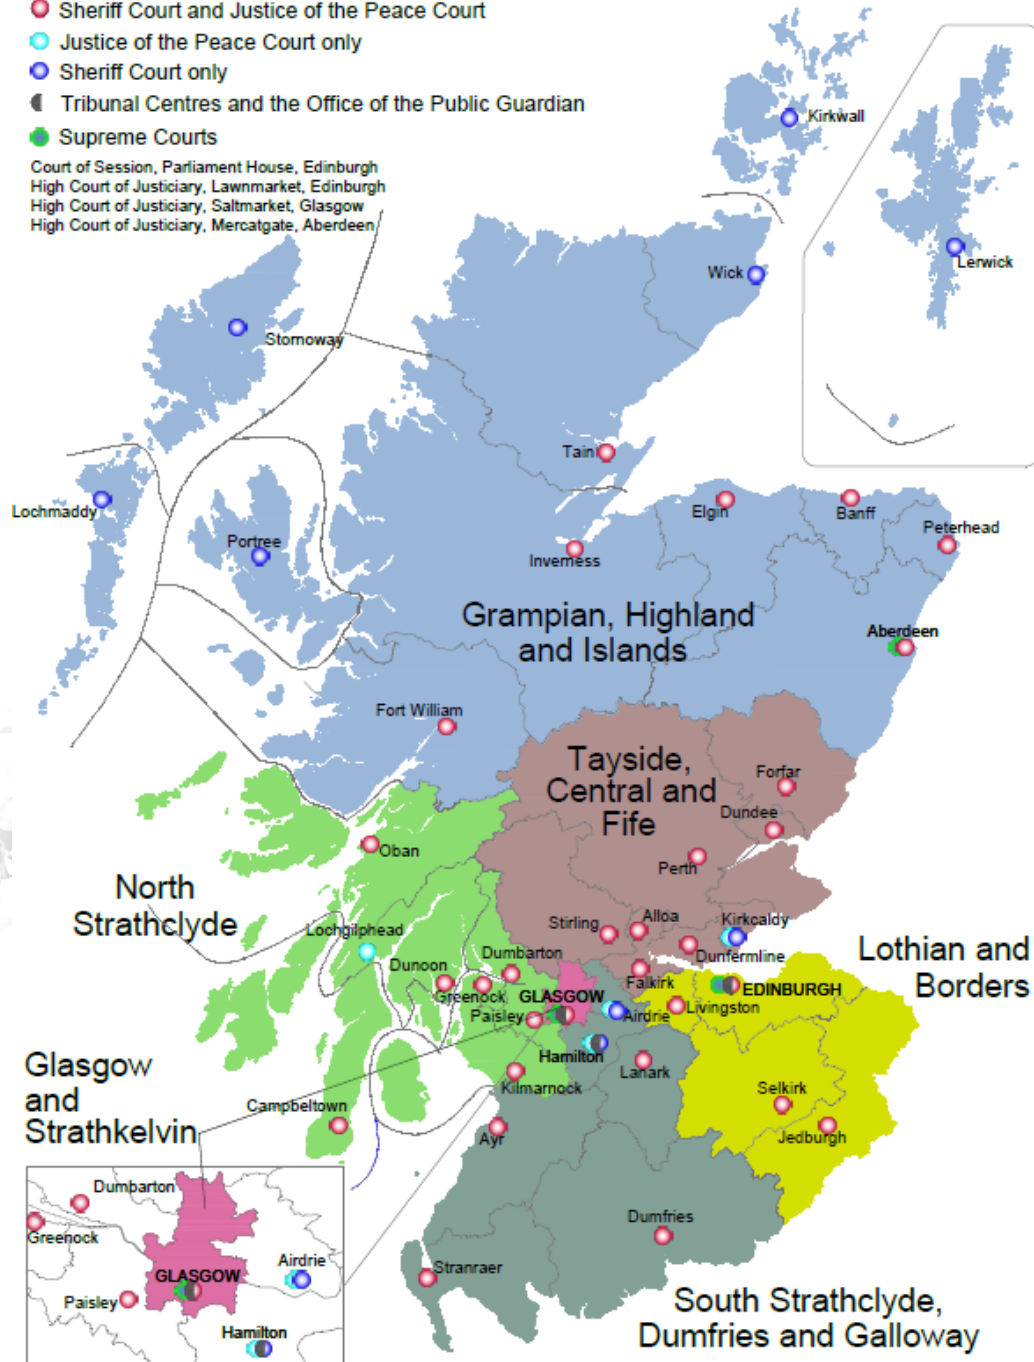 Sheriff Court and Justice of the Peace Court
Justice of the Peace Court only
Sheriff Court only
Tribunal Centres and the Office of the Public Guardian
Supreme Courts
Court of Session, Parliament House, Edinburgh
High Court of Justiciary, Lawnmarket, Edinburgh
High Court of Justiciary, Saltmarket, Glasgow
High Court of Justiciary, Mercatgate, Aberdeen
Kirkwall
Lerwick
Wick
Stornoway
Tain
Lochmaddy
Portree
Elgin
Banff
Peterhead
Inverness
Grampian, Highland
and Islands
Aberdeen
Fort William
Tayside,
Central and
Fife
Forfar
Dundee
Perth
Oban
North
Strathclyde
Lochgilphead
Stirling
Alloa
Kirkcaldy
Dunfermline
Lothian and
Borders
Dunoon
Dumbarton
Greenock
GLASGOW
Falkirk
EDINBURGH
Paisley
Airdrie
Livingston
Hamilton
Lanark
Kilmarnock
Glasgow
and
Strathkelvin
Selkirk
Campbeltown
Ayr
Jedburgh
Dumfries
Stranraer
South Strathclyde,
Dumfries and Galloway
Dumbarton
Greenock
Airdrie
GLASGOW
Paisley
Hamilton